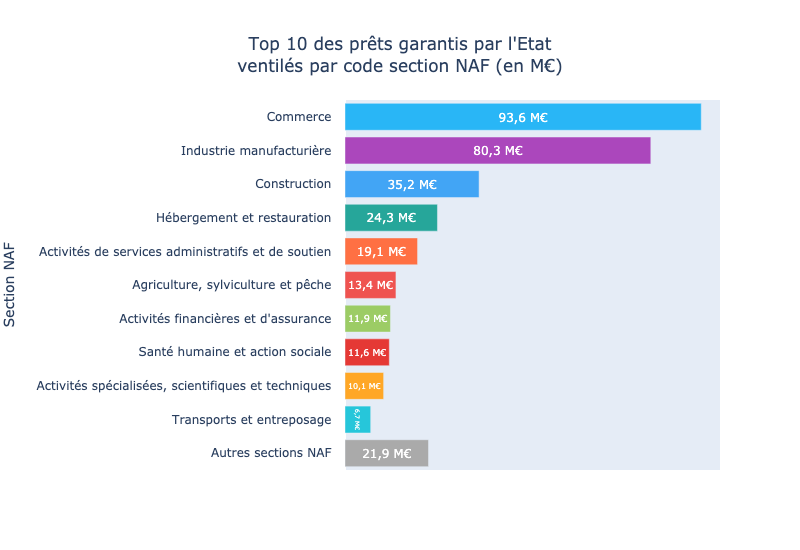 Top 10 des prêts garantis par l'Etat
ventilés par code section NAF (en M€)
Section NAF
Commerce 93,6 M€
Industrie manufacturière 80,3 M€
Construction 35,2 M€
Hébergement et restauration 24,3 M€
Activités de services administratifs et de soutien 19,1 M€
Agriculture, sylviculture et pêche 13,4 M€
Activités financières et d'assurance 11,9 M€
Santé humaine et action sociale 11,6 M€
Activités spécialisées, scientifiques et techniques 10,1 M€
Transports et entreposage 6,7 M€
Autres sections NAF 21,9 M€